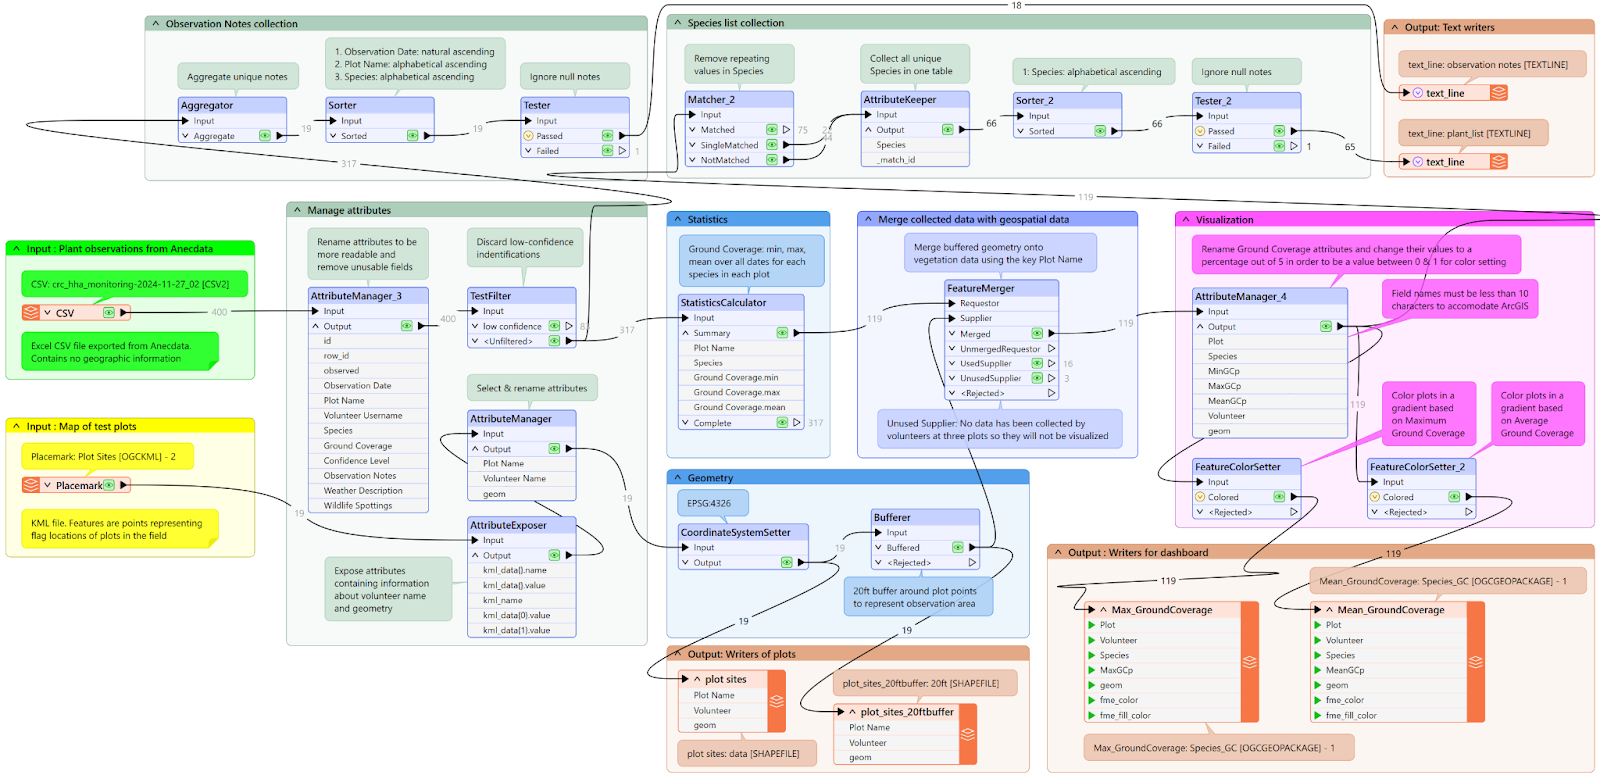 Observation Notes collection
Aggregate unique notes
1. Observation Date: natural ascending
2. Plot Name: alphabetical ascending
3. Species: alphabetical ascending
Ignore null notes
Aggregator
Input
Aggregate
19
Sorter
Input
Sorted
19
Tester
Input
Passed
Failed
1
317
18
Species list collection
Remove repeating
values in Species
Collect all unique
Species in one table
1: Species: alphabetical ascending
Ignore null notes
Matcher_2
Input
Matched
75
SingleMatched
NotMatched
44
AttributeKeeper
Input
Output
Species
_match_id
66
Sorter_2
Input
Sorted
66
Tester_2
Input
Passed
Failed
1
65
119
Output: Text writers
text_line: observation notes [TEXTLINE]
text_line
text_line: plant_list [TEXTLINE]
text_line
Input : Plant observations from Anecdata
CSV: crc_hha_monitoring-2024-11-27_02 [CSV2]
CSV
400
Excel CSV file exported from Anecdata.
Contains no geographic information
Input : Map of test plots
Placemark: Plot Sites [OGCKML] - 2
Placemark
19
KML file. Features are points representing
flag locations of plots in the field
Manage attributes
Rename attributes to be
more readable and
remove unusable fields
Discard low-confidence
indentifications
AttributeManager_3
Input
Output
id
row_id
observed
Observation Date
Plot Name
Volunteer Username
Species
Ground Coverage
Confidence Level
Observation Notes
Weather Description
Wildlife Spottings
400
TestFilter
Input
low confidence
<Unfiltered>
317
Select & rename attributes
AttributeManager
Input
Output
Plot Name
Volunteer Name
geom
19
AttributeExposer
Input
Output
kml_data{}.name
kml_data{}.value
kml_name
kml_data{0}.value
kml_data{1}.value
Expose attributes
containing information
about volunteer name
and geometry
Statistics
Ground Coverage: min, max,
mean over all dates for each
species in each plot
StatisticsCalculator
Input
Summary
Plot Name
Species
Ground Coverage.min
Ground Coverage.max
Ground Coverage.mean
Complete
317
119
Merge collected data with geospatial data
Merge buffered geometry onto
vegetation data using the key Plot Name
FeatureMerger
Requestor
Supplier
Merged
UnmergedRequestor
UsedSupplier
16
UnusedSupplier
3
<Rejected>
119
Unused Supplier: No data has been collected by
volunteers at three plots so they will not be visualized
Geometry
EPSG:4326
CoordinateSystemSetter
Input
Output
19
Bufferer
Input
Buffered
<Rejected>
20ft buffer around plot points
to represent observation area
19
19
Output: Writers of plots
plot sites
Plot Name
Volunteer
geom
plot sites: data [SHAPEFILE]
plot_sites_20ftbuffer: 20ft [SHAPEFILE]
plot_sites_20ftbuffer
Plot Name
Volunteer
geom
Visualization
Rename Ground Coverage attributes and change their values to a
percentage out of 5 in order to be a value between 0 & 1 for color setting
AttributeManager_4
Input
Output
Plot
Species
MinGCp
MaxGCp
MeanGCp
Volunteer
geom
Field names must be less than 10
characters to accomodate ArcGIS
119
Color plots in a
gradient based
on Maximum
Ground Coverage
Color plots in a
gradient based
on Average
Ground Coverage
FeatureColorSetter
Input
Colored
<Rejected>
FeatureColorSetter_2
Input
Colored
<Rejected>
Output : Writers for dashboard
119
119
Mean_GroundCoverage: Species_GC [OGCGEOPACKAGE] - 1
Max_GroundCoverage
Plot
Volunteer
Species
MaxGCp
geom
fme_color
fme_fill_color
Mean_GroundCoverage
Plot
Volunteer
Species
MeanGCp
geom
fme_color
fme_fill_color
Max_GroundCoverage: Species_GC [OGCGEOPACKAGE] - 1